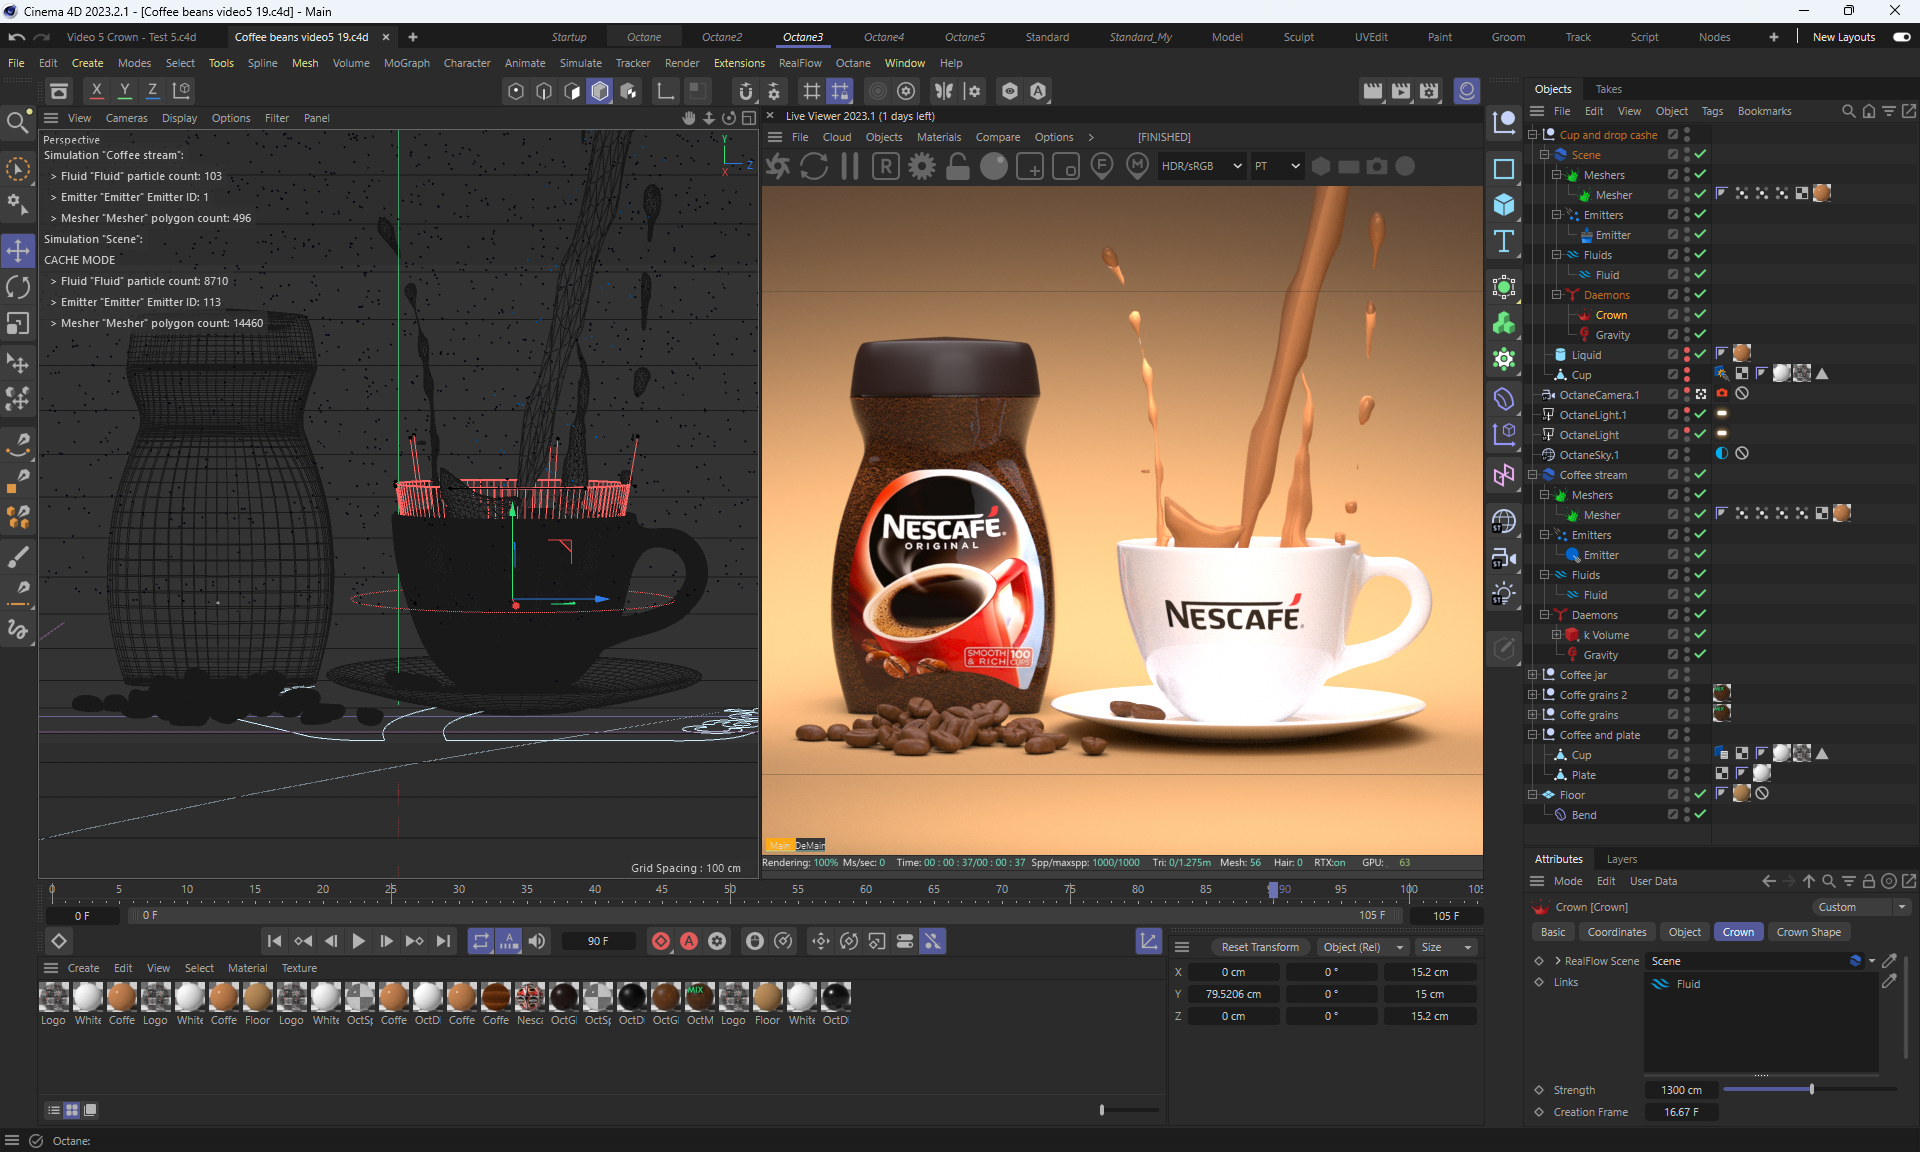 Cinema 4D 2023.2.1 - [Coffee beans video5 19.c4d] - Main
Video 5 Crown - Test 5.c4d
Coffee beans video5 19.c4d
Startup Octane Octane2 Octane3 Octane4 Octane5 Standard Standard_My Model Sculpt UVEdit Paint Groom Track Script Nodes New Layouts
File Edit Create Modes Select Tools Spline Mesh Volume MoGraph Character Animate Simulate Tracker Render Extensions RealFlow Octane Window Help
X Y Z
View Cameras Display Options Filter Panel
Perspective
Simulation "Coffee stream":
> Fluid "Fluid" particle count: 103
> Emitter "Emitter" Emitter ID: 1
> Mesher "Mesher" polygon count: 496
Simulation "Scene":
CACHE MODE
> Fluid "Fluid" particle count: 8710
> Emitter "Emitter" Emitter ID: 113
> Mesher "Mesher" polygon count: 14460
Y
Z
X
Grid Spacing : 100 cm
Live Viewer 2023.1 (1 days left)
File Cloud Objects Materials Compare Options > [FINISHED]
R F M HDR/sRGB PT
NESCAFÉ.
ORIGINAL
SMOOTH & RICH
100 CUPS
NESCAFÉ.
Main DeMain
Rendering: 100% Ms/sec: 0 Time: 00 : 00 : 37/00 : 00 : 37 Spp/maxspp: 1000/1000 Tri: 0/1.275m Mesh: 56 Hair: 0 RTX:on GPU: 63
0 5 10 15 20 25 30 35 40 45 50 55 60 65 70 75 80 85 90 95 100 105
0 F 0 F 105 F 105 F
90 F
Create Edit View Select Material Texture
Logo White Coffe Logo White Coffe Floor Logo White OctSp Coffe OctD Coffe Coffe Nesca OctGl OctSp OctD OctGl OctM Logo Floor White OctD
Reset Transform Object (Rel) Size
X 0 cm 0 ° 15.2 cm
Y 79.5206 cm 0 ° 15 cm
Z 0 cm 0 ° 15.2 cm
Octane:
Objects Takes
File Edit View Object Tags Bookmarks
Cup and drop cashe
Scene
Meshers
Mesher
Emitters
Emitter
Fluids
Fluid
Daemons
Crown
Gravity
Liquid
Cup
OctaneCamera.1
OctaneLight.1
OctaneLight
OctaneSky.1
Coffee stream
Meshers
Mesher
Emitters
Emitter
Fluids
Fluid
Daemons
k Volume
Gravity
Coffee jar
Coffe grains 2
Coffe grains
Coffee and plate
Cup
Plate
Floor
Bend
Attributes Layers
Mode Edit User Data
Crown [Crown] Custom
Basic Coordinates Object Crown Crown Shape
> RealFlow Scene Scene
Links Fluid
Strength 1300 cm
Creation Frame 16.67 F